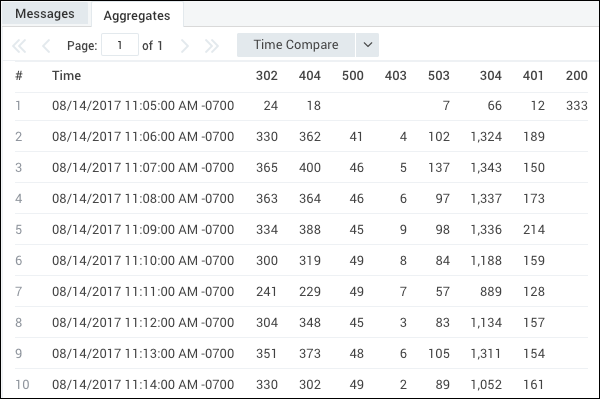 Messages Aggregates
Page: 1 of 1 Time Compare
# Time 302 404 500 403 503 304 401 200
1 08/14/2017 11:05:00 AM -0700 24 18 7 66 12 333
2 08/14/2017 11:06:00 AM -0700 330 362 41 4 102 1,324 189
3 08/14/2017 11:07:00 AM -0700 365 400 46 5 137 1,343 150
4 08/14/2017 11:08:00 AM -0700 363 364 46 6 97 1,337 173
5 08/14/2017 11:09:00 AM -0700 334 388 45 9 98 1,336 214
6 08/14/2017 11:10:00 AM -0700 300 319 49 8 84 1,188 159
7 08/14/2017 11:11:00 AM -0700 241 229 49 7 57 889 128
8 08/14/2017 11:12:00 AM -0700 304 348 45 3 83 1,134 157
9 08/14/2017 11:13:00 AM -0700 351 373 48 6 105 1,311 154
10 08/14/2017 11:14:00 AM -0700 330 302 49 2 89 1,052 161